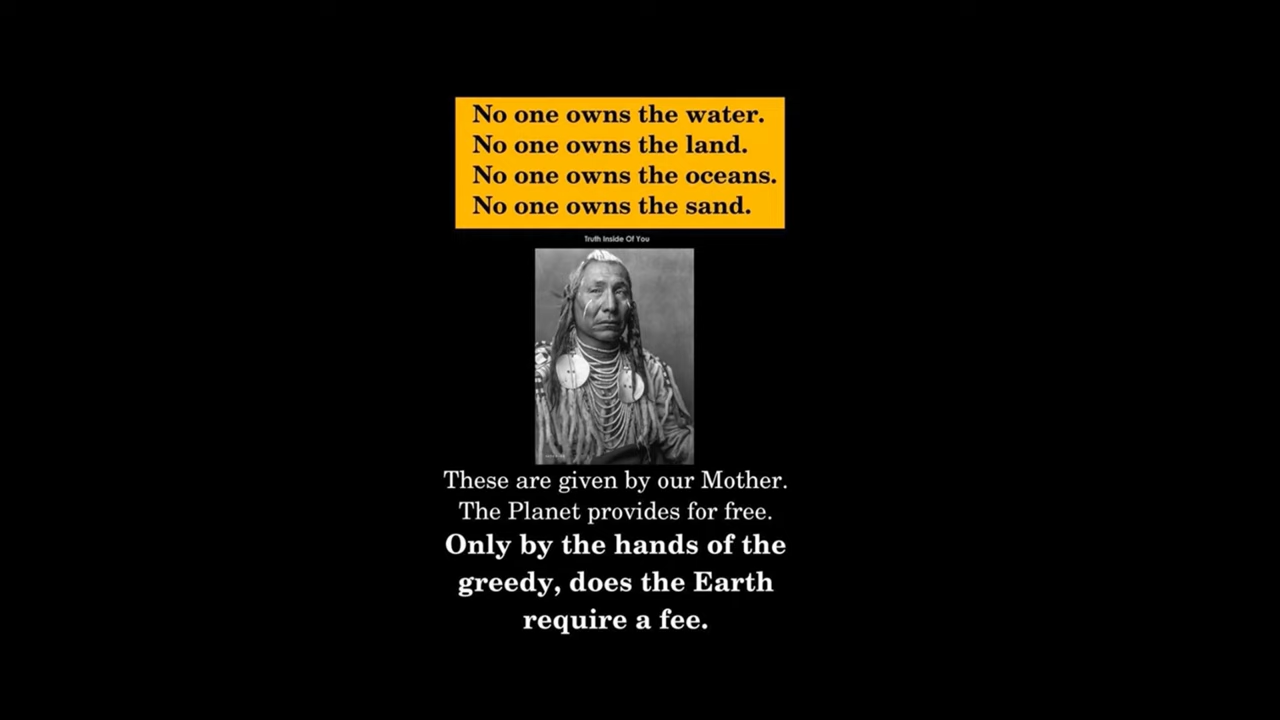 No one owns the water.
No one owns the land.
No one owns the oceans.
No one owns the sand.
Truth Inside Of You
These are given by our Mother.
The Planet provides for free.
Only by the hands of the
greedy, does the Earth
require a fee.